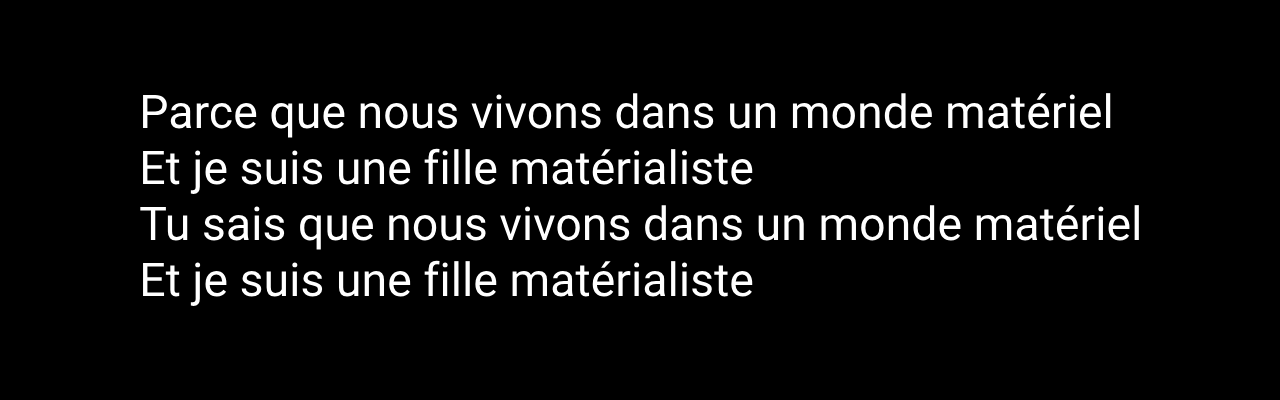 Parce que nous vivons dans un monde matériel
Et je suis une fille matérialiste
Tu sais que nous vivons dans un monde matériel
Et je suis une fille matérialiste